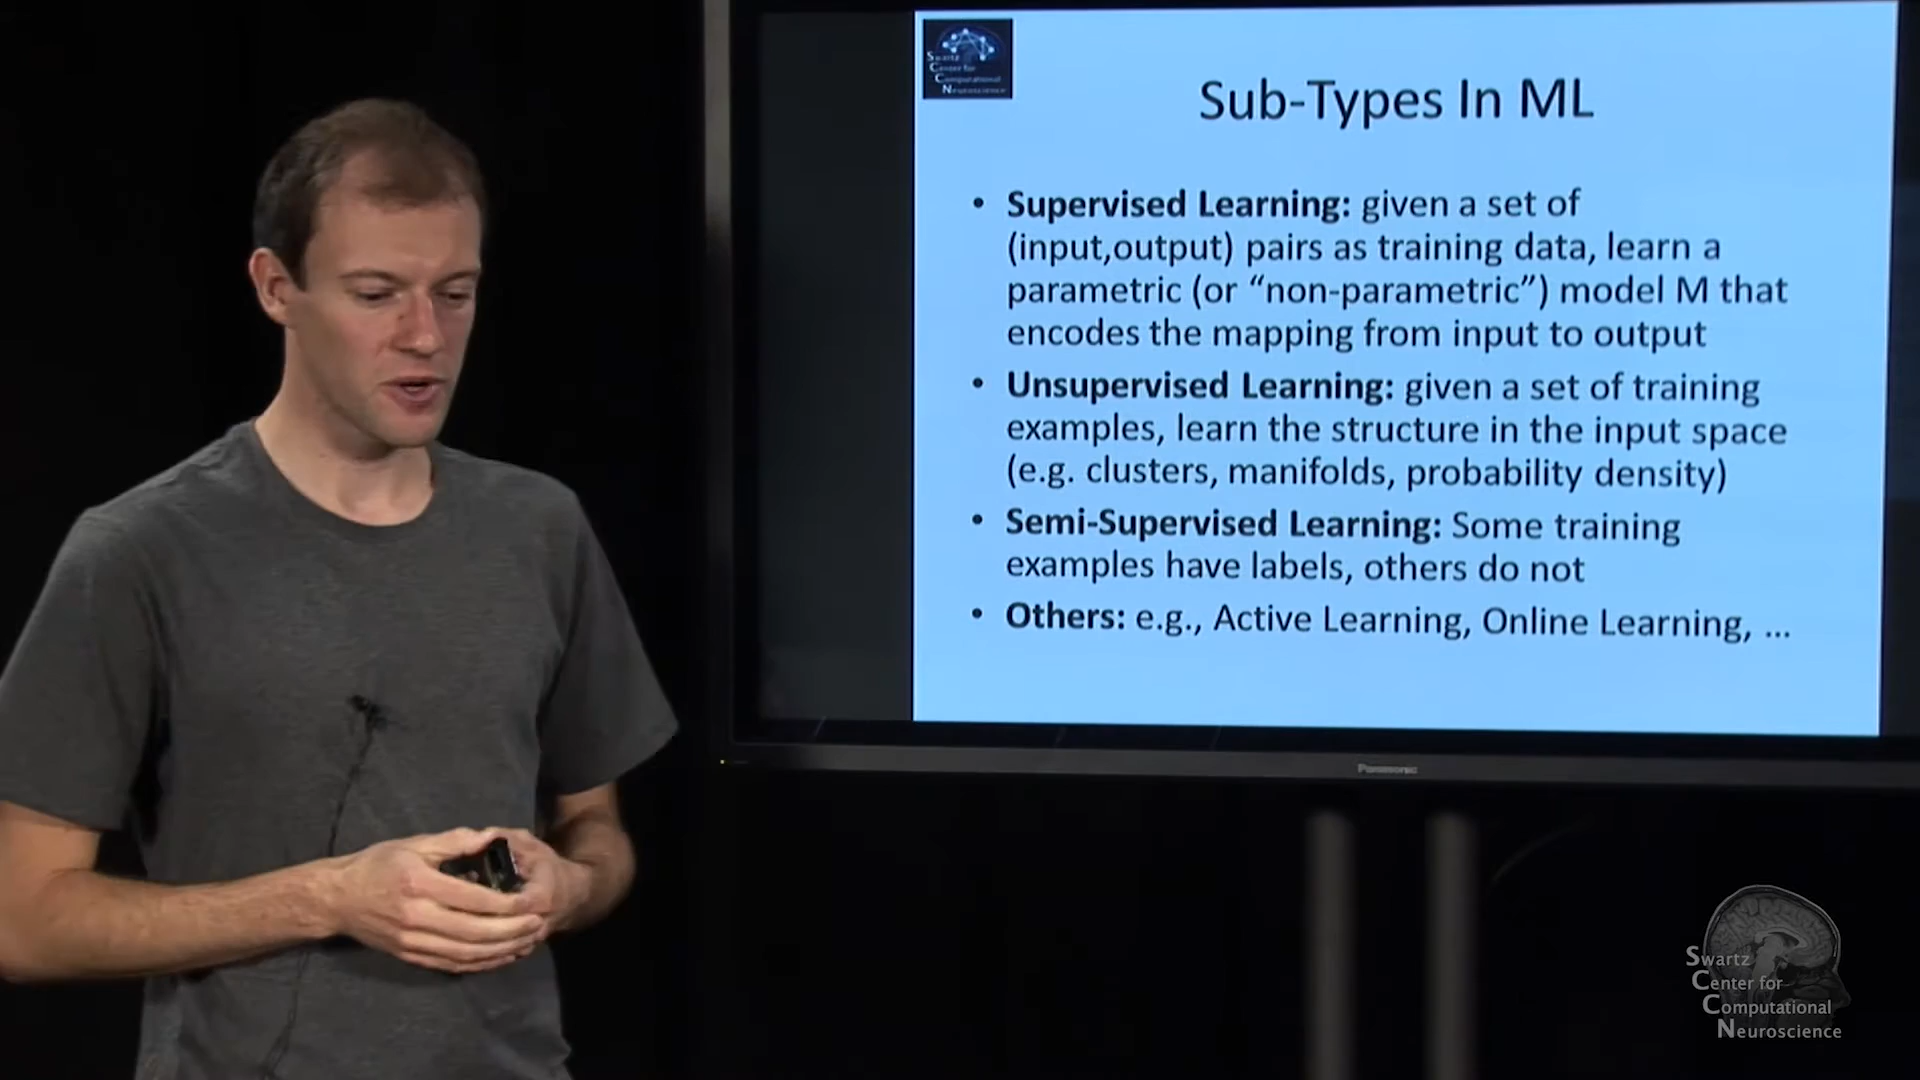 Swartz
Center for
Computational
Neuroscience
Sub-Types In ML
• Supervised Learning: given a set of
(input,output) pairs as training data, learn a
parametric (or “non-parametric”) model M that
encodes the mapping from input to output
• Unsupervised Learning: given a set of training
examples, learn the structure in the input space
(e.g. clusters, manifolds, probability density)
• Semi-Supervised Learning: Some training
examples have labels, others do not
• Others: e.g., Active Learning, Online Learning, ...
Panasonic
Swartz
Center for
Computational
Neuroscience